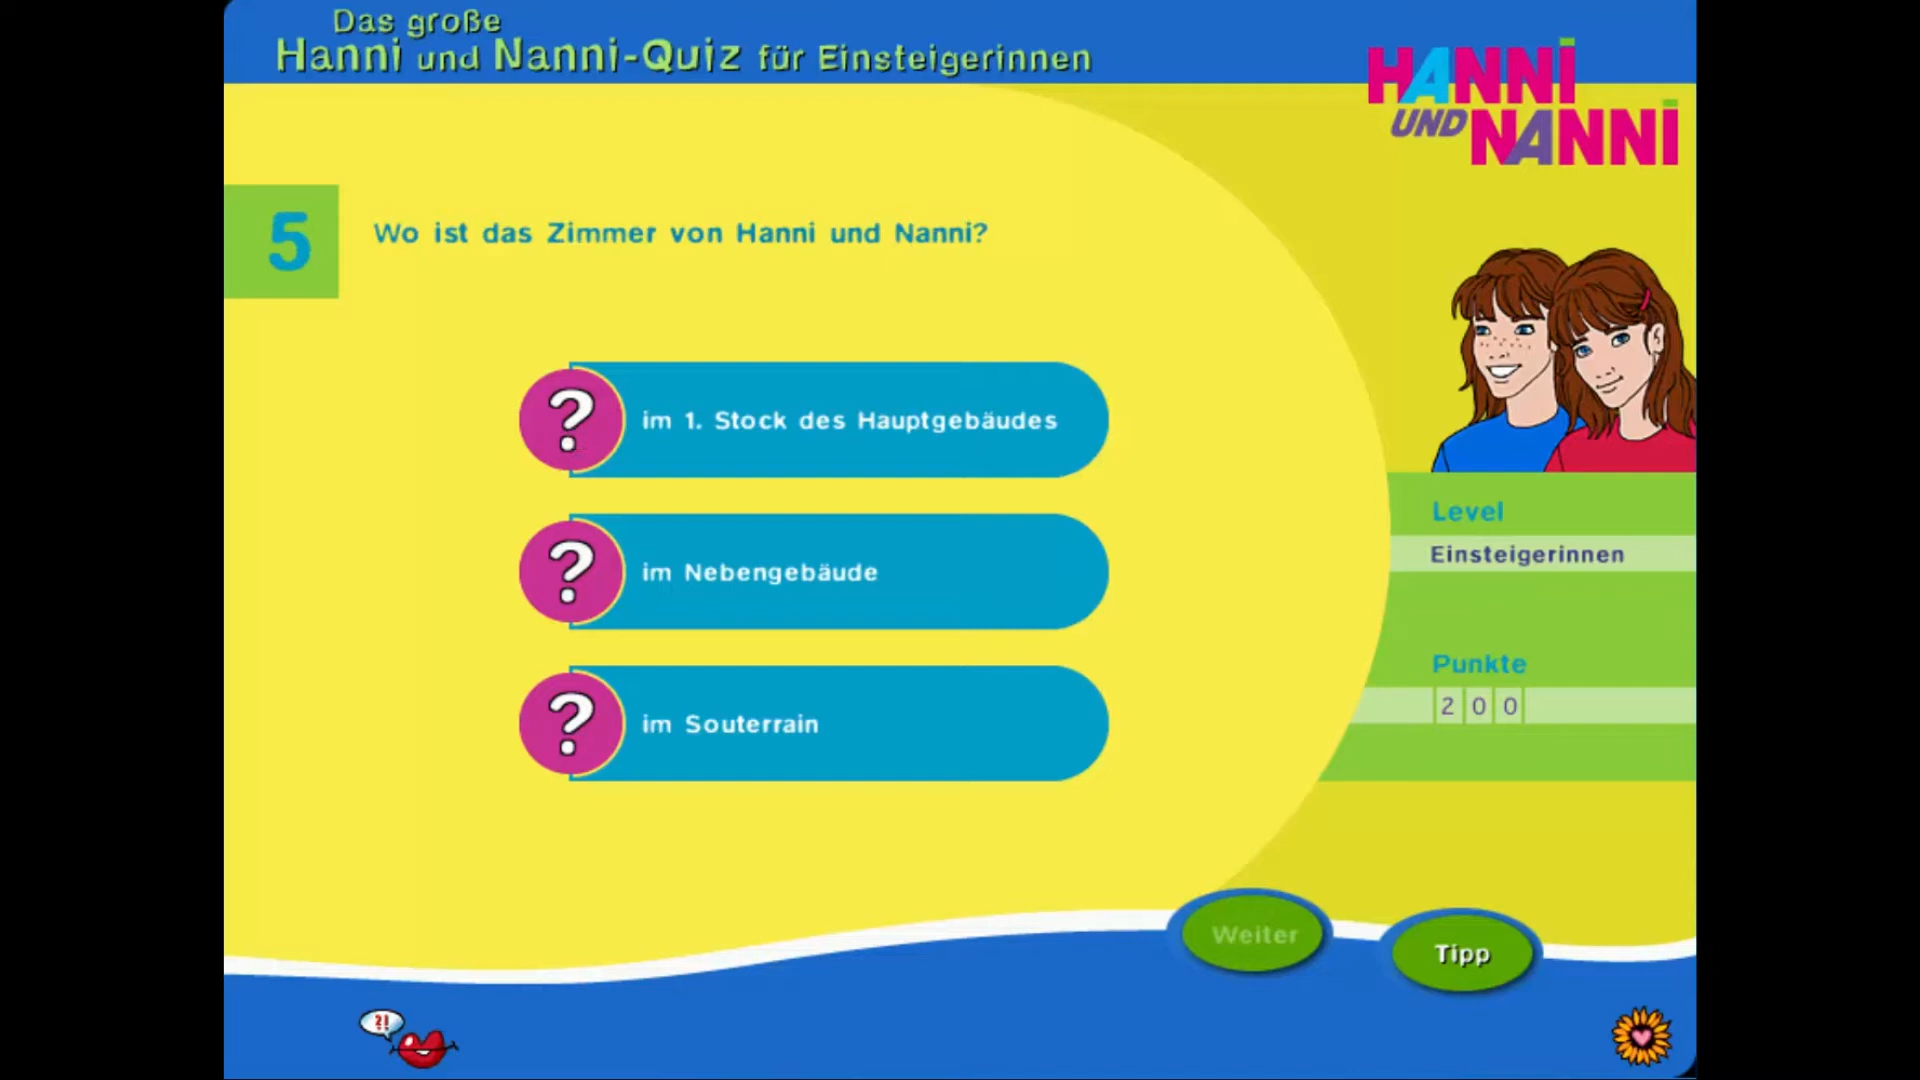 Das große
Hanni und Nanni-Quiz für Einsteigerinnen
HANNi
UND NANNi
5
Wo ist das Zimmer von Hanni und Nanni?
? im 1. Stock des Hauptgebäudes
? im Nebengebäude
? im Souterrain
Level
Einsteigerinnen
Punkte
200
Weiter
Tipp
?!